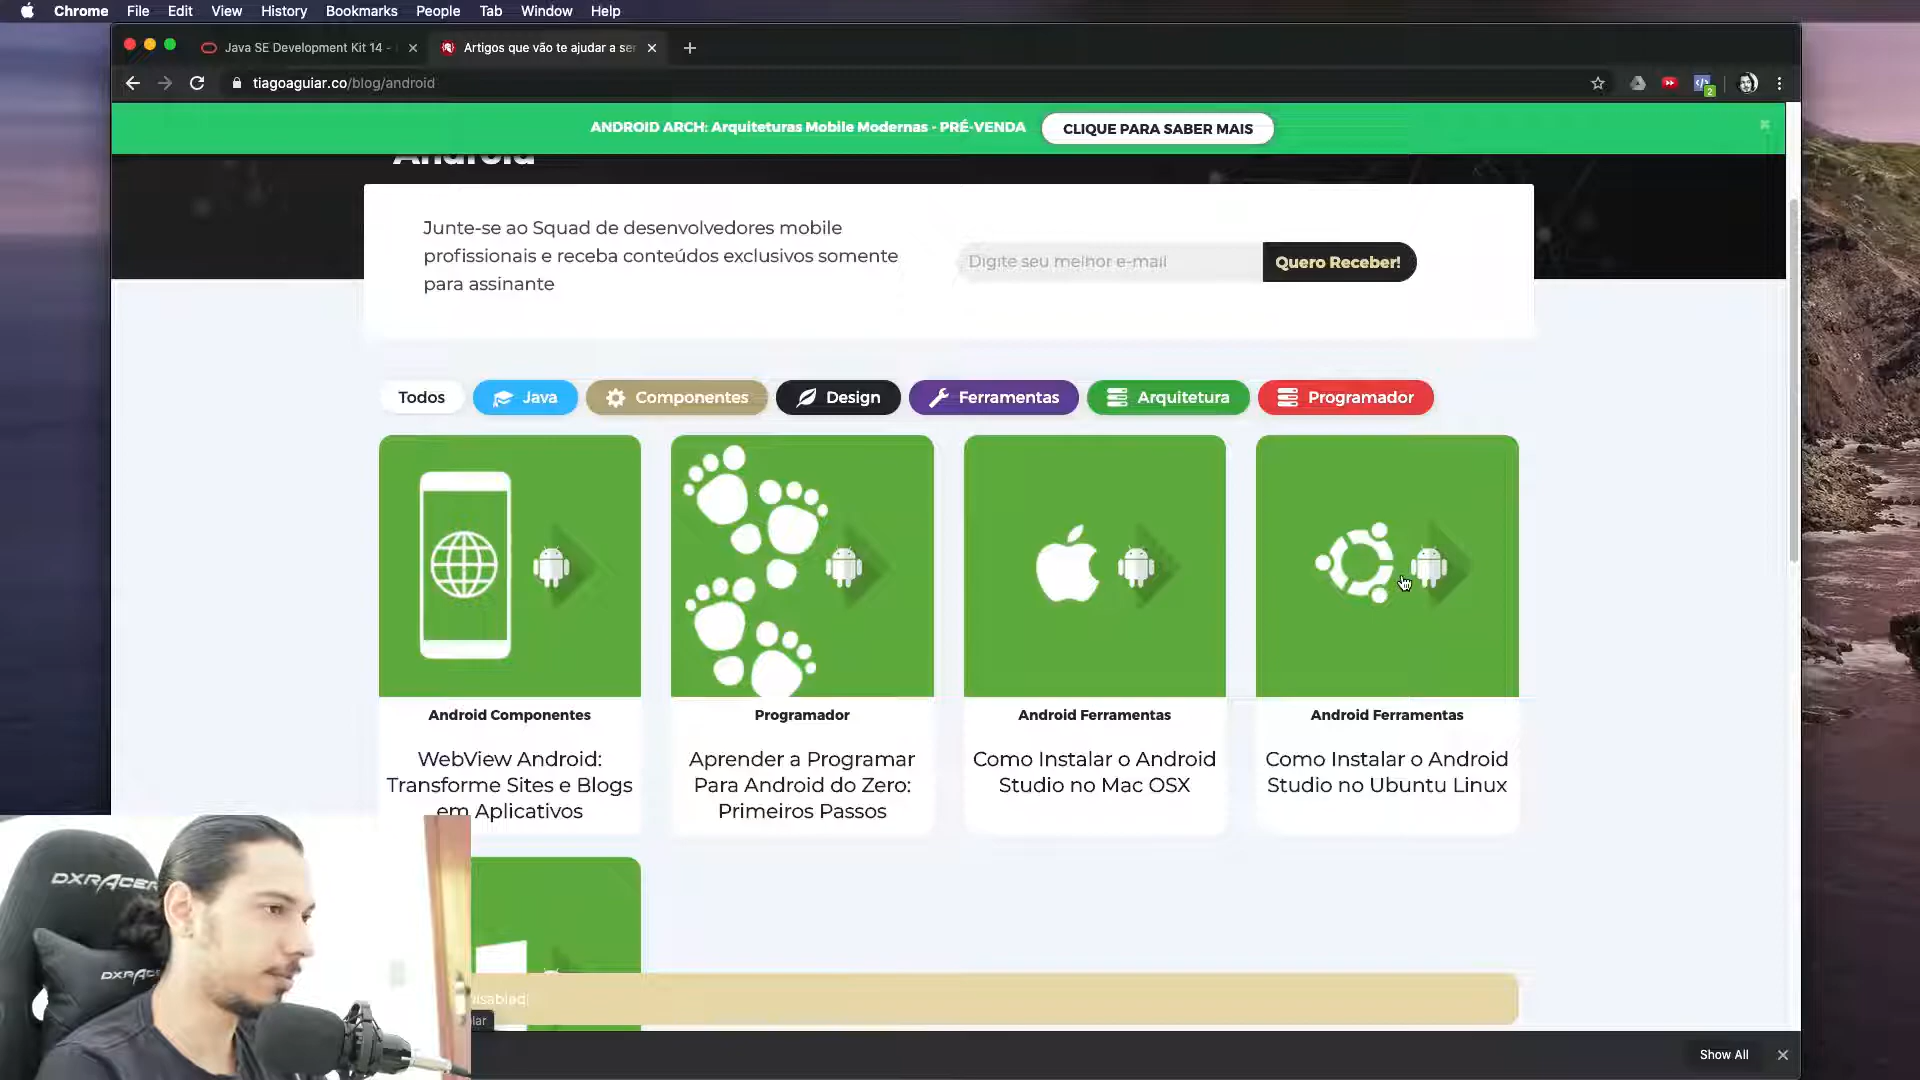 Chrome File Edit View History Bookmarks People Tab Window Help
Java SE Development Kit 14 -
Artigos que vão te ajudar a ser
tiagoaguiar.co/blog/android
2
ANDROID ARCH: Arquiteturas Mobile Modernas - PRÉ-VENDA
CLIQUE PARA SABER MAIS
Android
Junte-se ao Squad de desenvolvedores mobile
profissionais e receba conteúdos exclusivos somente
para assinante
Digite seu melhor e-mail
Quero Receber!
Todos Java Componentes Design Ferramentas Arquitetura Programador
Android Componentes
WebView Android:
Transforme Sites e Blogs
em Aplicativos
Programador
Aprender a Programar
Para Android do Zero:
Primeiros Passos
Android Ferramentas
Como Instalar o Android
Studio no Mac OSX
Android Ferramentas
Como Instalar o Android
Studio no Ubuntu Linux
DXRACER
DXRAC
Show All